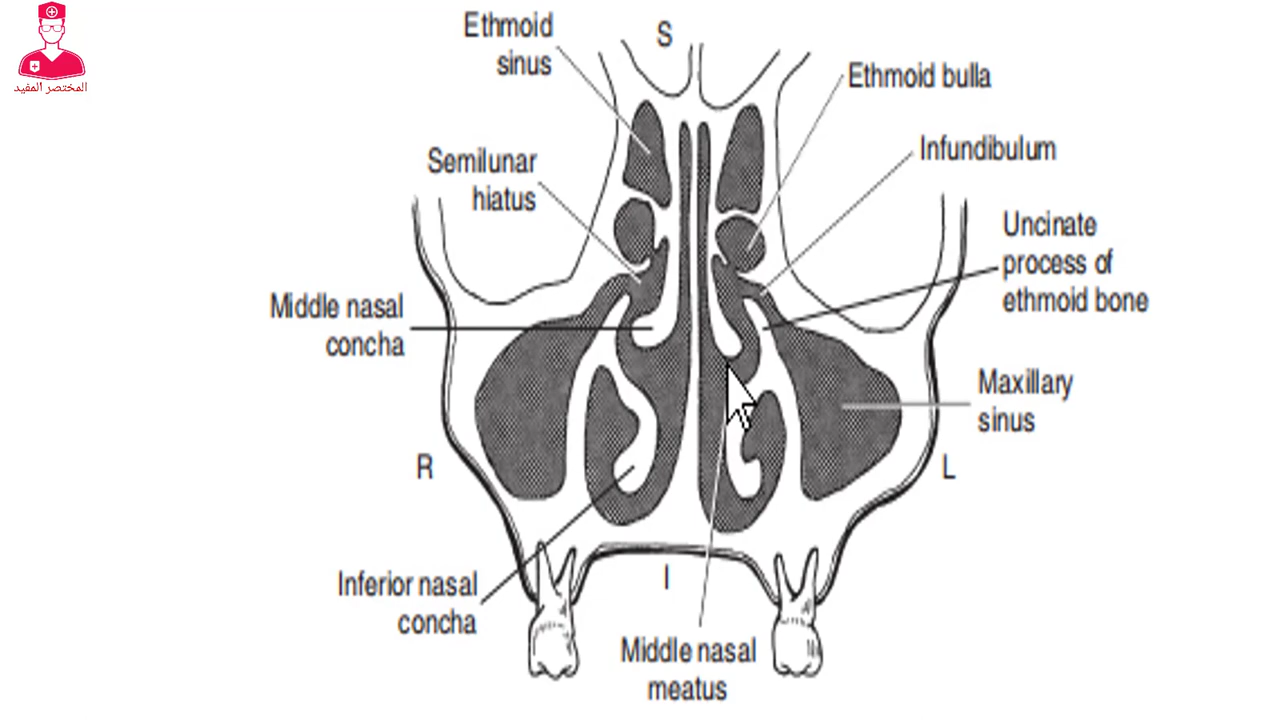 المختصر المفيد
Ethmoid
sinus
S
Ethmoid bulla
Infundibulum
Semilunar
hiatus
Uncinate
process of
ethmoid bone
Middle nasal
concha
Maxillary
sinus
R
L
Inferior nasal
concha
I
Middle nasal
meatus